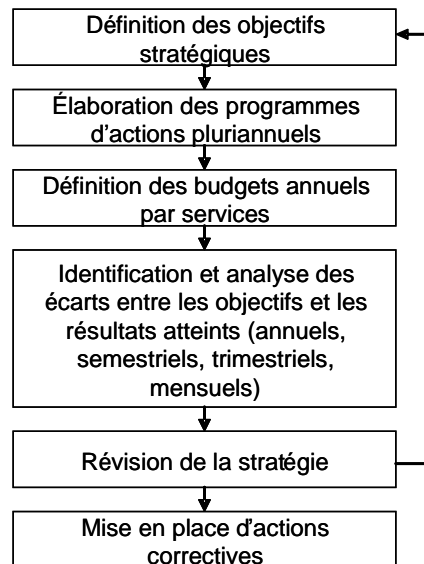 Définition des objectifs
stratégiques
Élaboration des programmes
d’actions pluriannuels
Définition des budgets annuels
par services
Identification et analyse des
écarts entre les objectifs et les
résultats atteints (annuels,
semestriels, trimestriels,
mensuels)
Révision de la stratégie
Mise en place d’actions
correctives